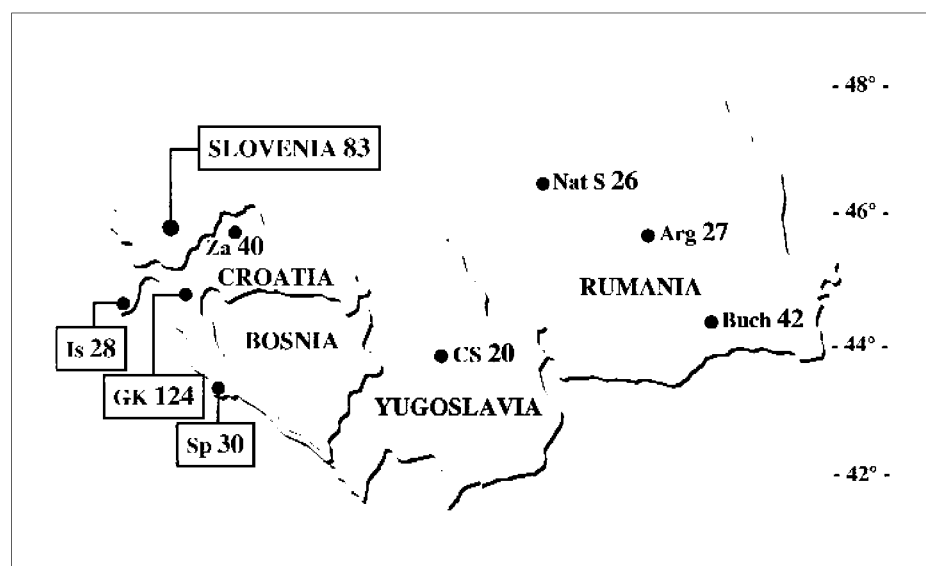 - 48° -
SLOVENIA 83
Nat S 26
- 46° -
Za 40
Arg 27
CROATIA
RUMANIA
Is 28
BOSNIA
Buch 42
- 44° -
CS 20
GK 124
YUGOSLAVIA
Sp 30
- 42° -